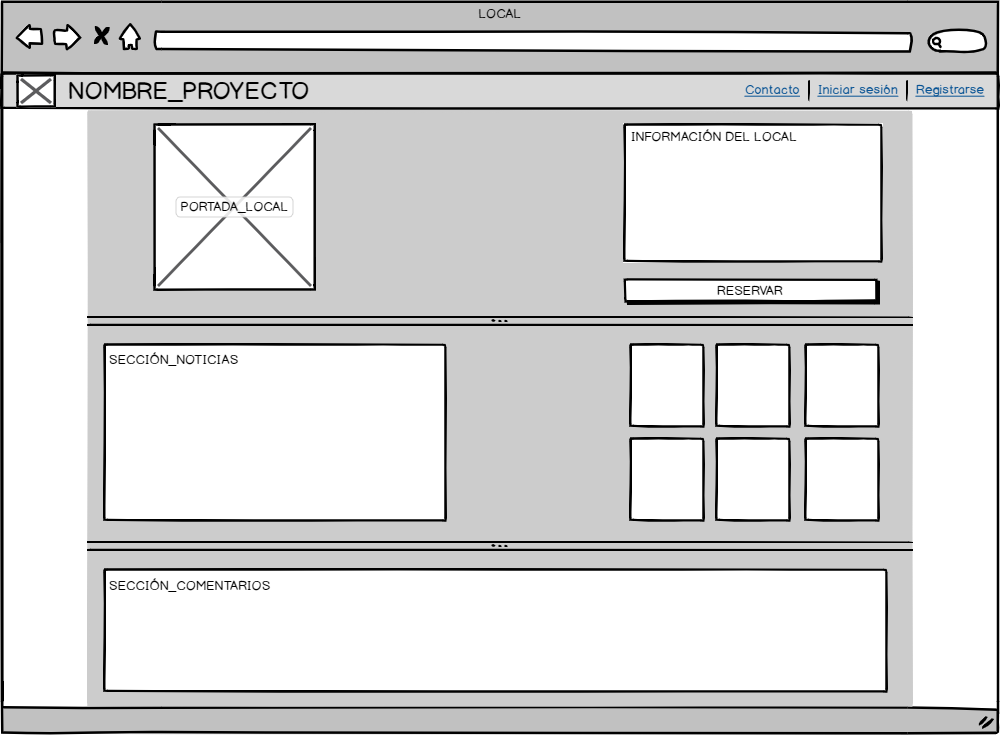 LOCAL
NOMBRE_PROYECTO
Contacto
Iniciar sesión
Registrarse
PORTADA_LOCAL
INFORMACIÓN DEL LOCAL
RESERVAR
SECCIÓN_NOTICIAS
SECCIÓN_COMENTARIOS